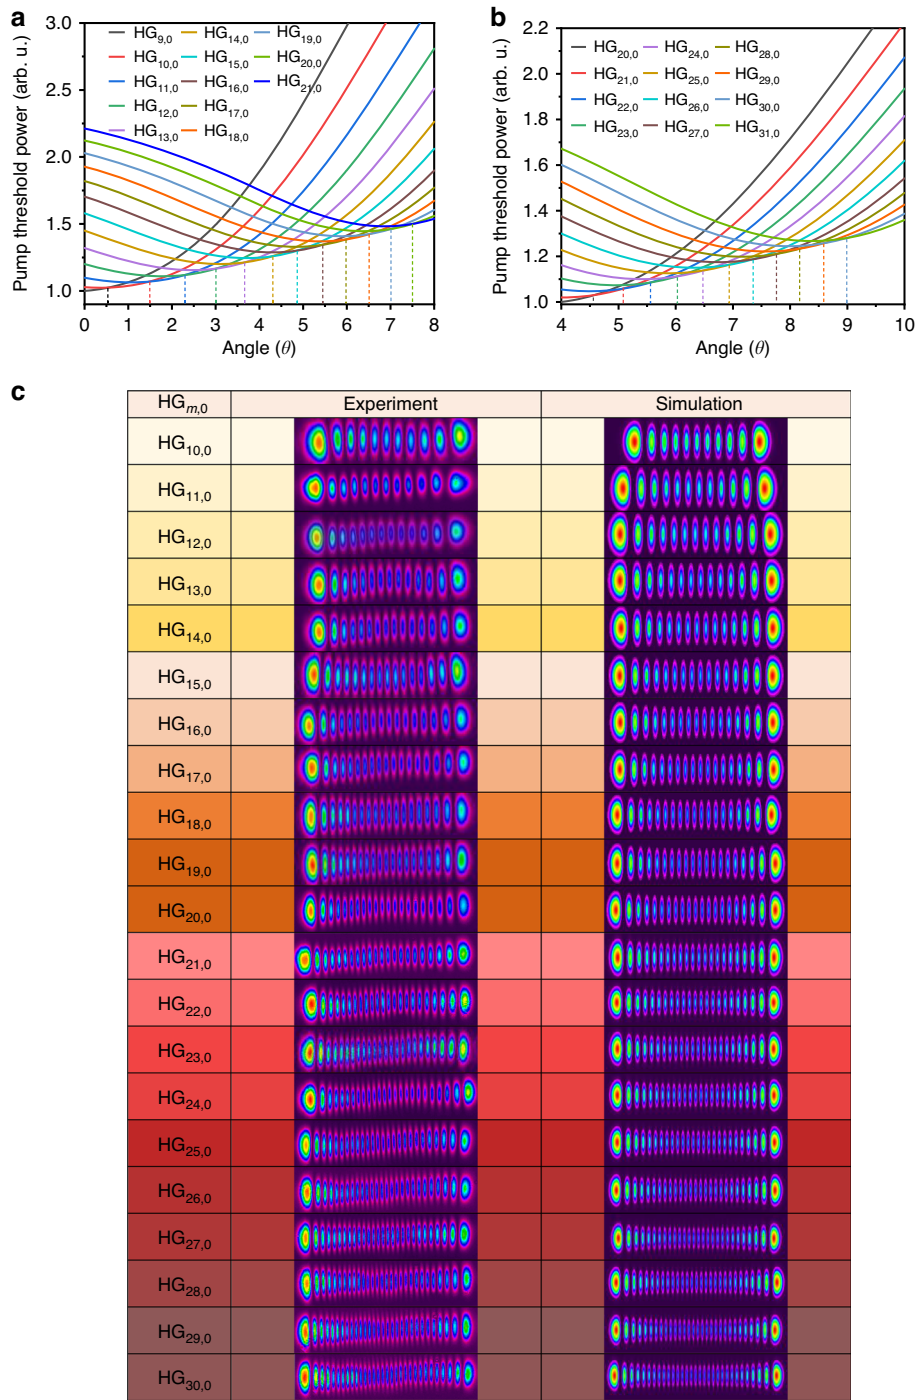 a
Pump threshold power (arb. u.)
3.0
2.5
2.0
1.5
1.0
HG9,0 HG14,0 HG19,0
HG10,0 HG15,0 HG20,0
HG11,0 HG16,0 HG21,0
HG12,0 HG17,0
HG13,0 HG18,0
0 1 2 3 4 5 6 7 8
Angle (θ)
b
Pump threshold power (arb. u.)
2.2
2.0
1.8
1.6
1.4
1.2
1.0
HG20,0 HG24,0 HG28,0
HG21,0 HG25,0 HG29,0
HG22,0 HG26,0 HG30,0
HG23,0 HG27,0 HG31,0
4 5 6 7 8 9 10
Angle (θ)
c
HGm,0 Experiment Simulation
HG10,0
HG11,0
HG12,0
HG13,0
HG14,0
HG15,0
HG16,0
HG17,0
HG18,0
HG19,0
HG20,0
HG21,0
HG22,0
HG23,0
HG24,0
HG25,0
HG26,0
HG27,0
HG28,0
HG29,0
HG30,0